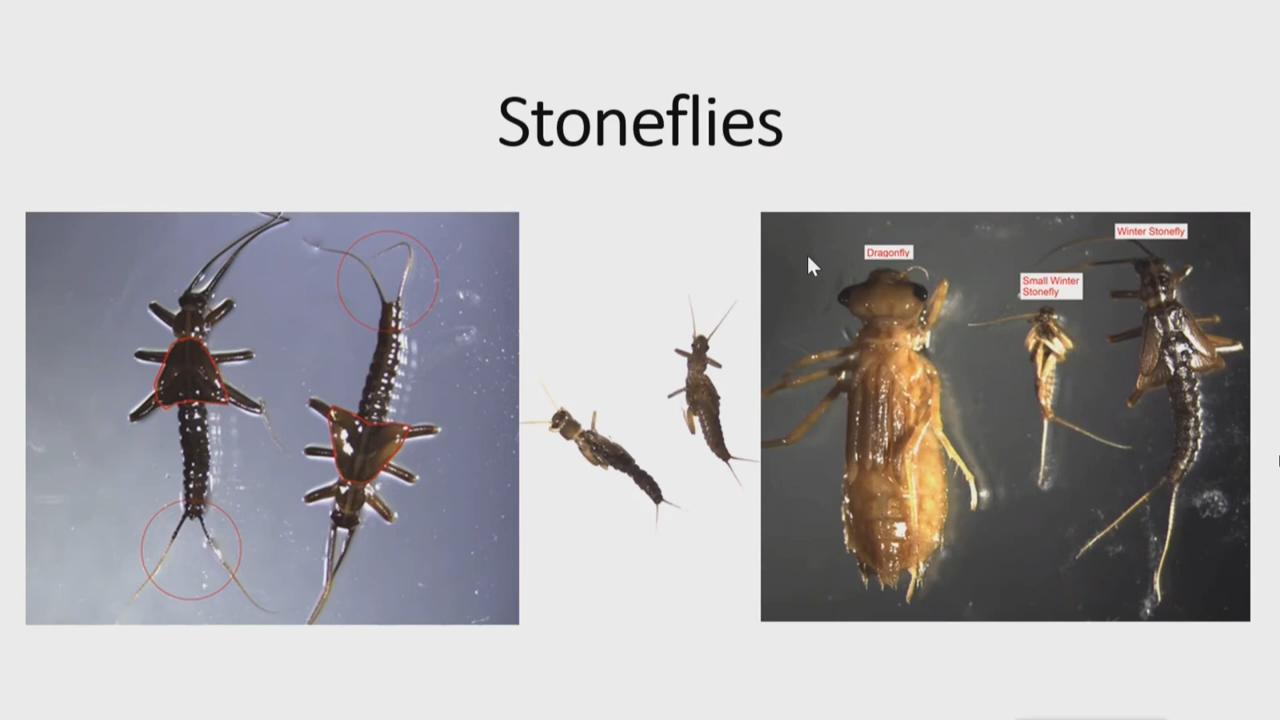 Stoneflies
Dragonfly
Small Winter
Stonefly
Winter Stonefly